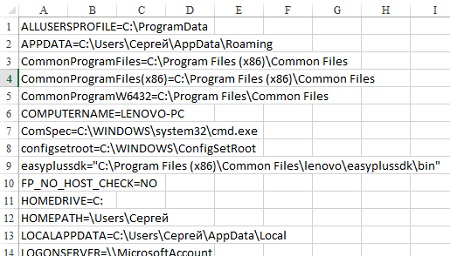 A B C D E F G H I
1 ALLUSERSPROFILE=C:\ProgramData
2 APPDATA=C:\Users\Сергей\AppData\Roaming
3 CommonProgramFiles=C:\Program Files (x86)\Common Files
4 CommonProgramFiles(x86)=C:\Program Files (x86)\Common Files
5 CommonProgramW6432=C:\Program Files\Common Files
6 COMPUTERNAME=LENOVO-PC
7 ComSpec=C:\WINDOWS\system32\cmd.exe
8 configsetroot=C:\WINDOWS\ConfigSetRoot
9 easyplussdk="C:\Program Files (x86)\Common Files\lenovo\easyplussdk\bin"
10 FP_NO_HOST_CHECK=NO
11 HOMEDRIVE=C:
12 HOMEPATH=\Users\Сергей
13 LOCALAPPDATA=C:\Users\Сергей\AppData\Local
14 LOGONSERVER=\\MicrosoftAccount